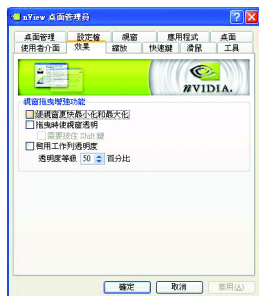 nView 桌面管理員
桌面管理 設定檔 視窗 應用程式 桌面
使用者介面 效果 縮放 快速鍵 滑鼠 工具
NVIDIA.
視窗拖曳增強功能
使視窗更快最小化和最大化
拖曳時使視窗透明
需要按住 Shift 鍵
啟用工作列透明度
透明度等級 50 百分比
確定 取消 套用(A)